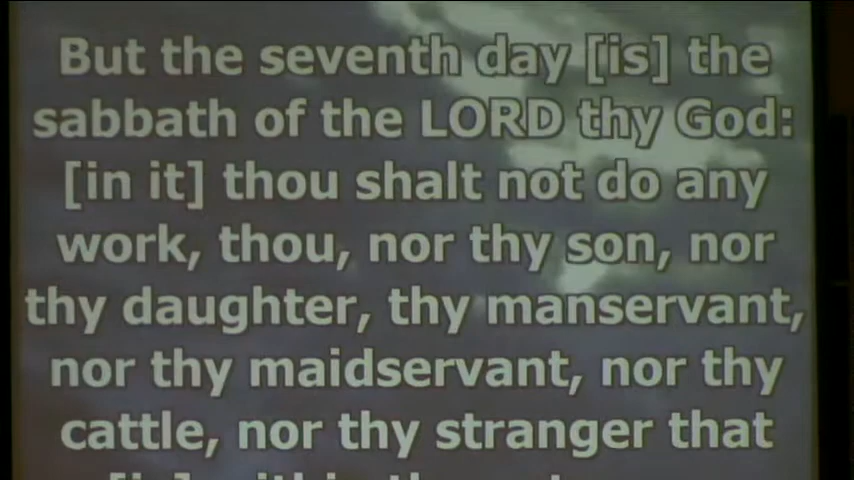 But the seventh day [is] the
sabbath of the LORD thy God:
[in it] thou shalt not do any
work, thou, nor thy son, nor
thy daughter, thy manservant,
nor thy maidservant, nor thy
cattle, nor thy stranger that